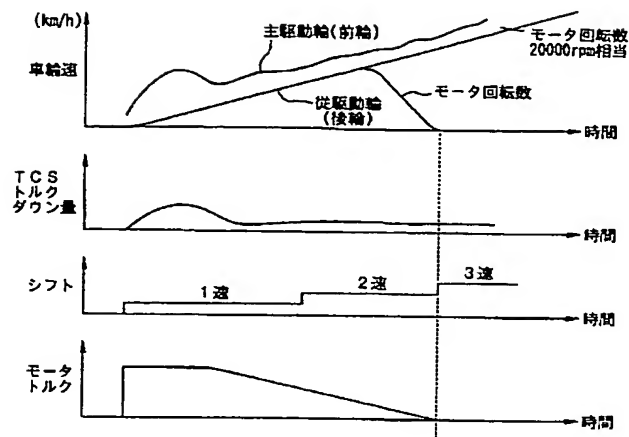 (km/h)
車輪速
主駆動輪(前輪)
モータ回転数
20000rpm相当
モータ回転数
従駆動輪
(後輪)
時間
TCS
トルク
ダウン量
時間
シフト
1速
2速
3速
時間
モータ
トルク
時間